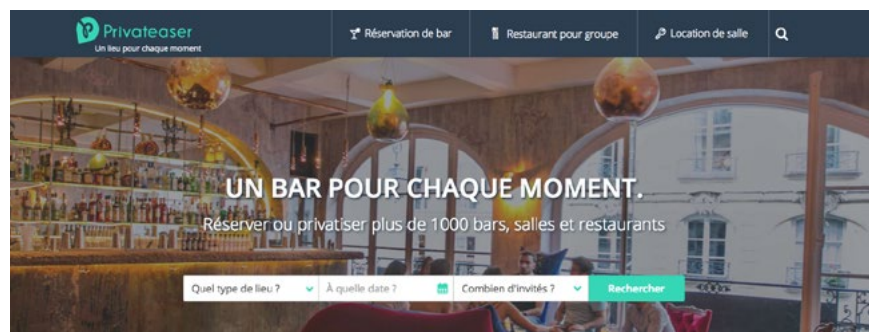 Privateaser
Un lieu pour chaque moment
Réservation de bar
Restaurant pour groupe
Location de salle
UN BAR POUR CHAQUE MOMENT.
Réserver ou privatiser plus de 1000 bars, salles et restaurants
Quel type de lieu ?
À quelle date ?
Combien d'invités ?
Rechercher